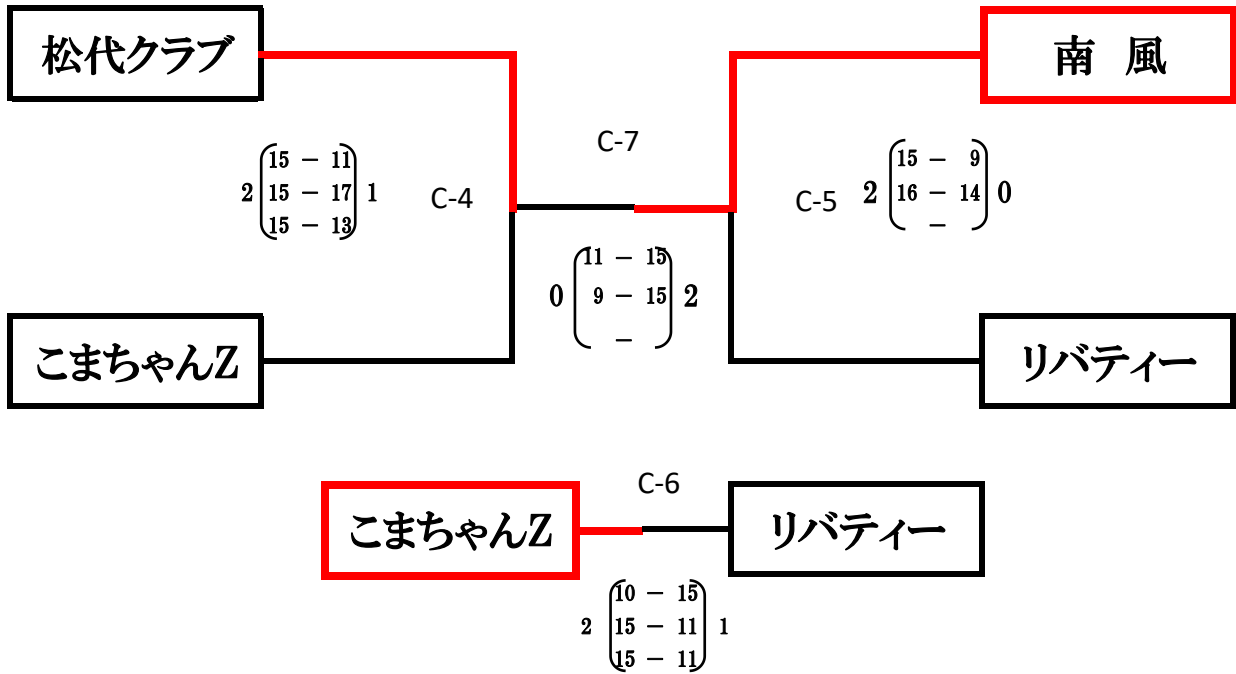 松代クラブ
南 風
C-7
2 15 - 11 1
15 - 17
15 - 13
C-4
C-5
2 15 - 9 0
16 - 14
-
0 11 - 15 2
9 - 15
-
こまちゃんZ
リバティー
C-6
こまちゃんZ
リバティー
2 10 - 15 1
15 - 11
15 - 11